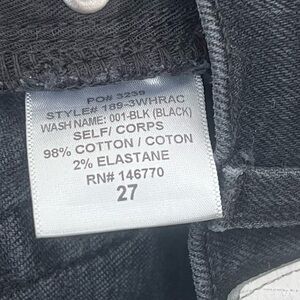 PO# 3239
STYLE# 189-3WHRAC
WASH NAME: 001-BLK (BLACK)
SELF/ CORPS
98% COTTON / COTON
2% ELASTANE
RN# 146770
27